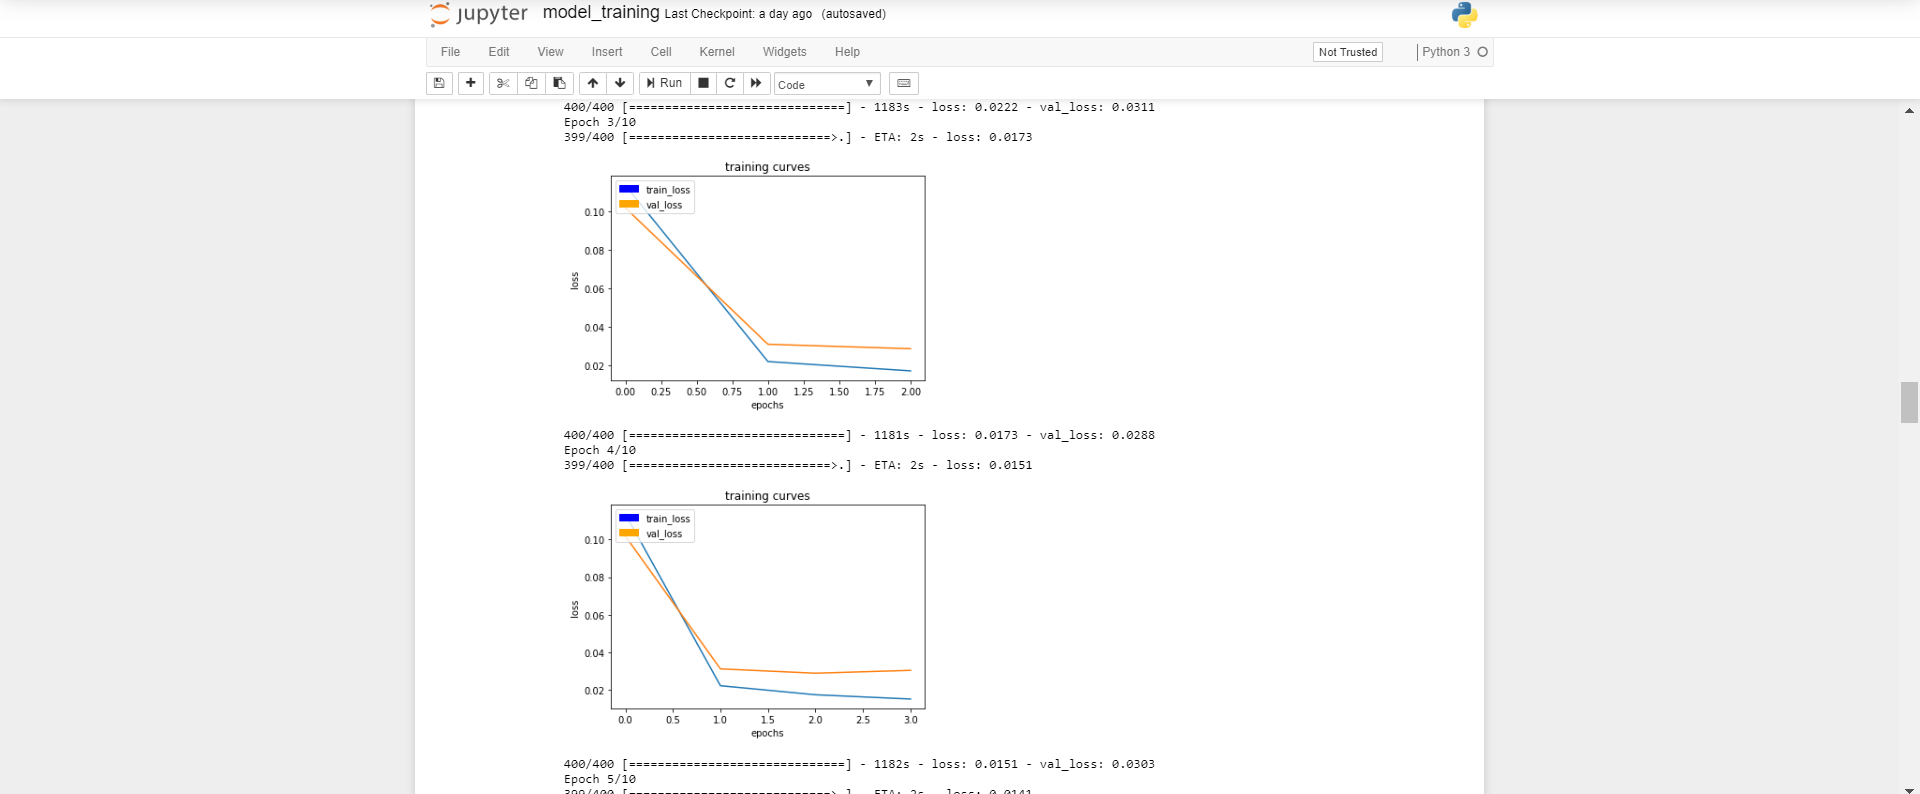 jupyter model_training Last Checkpoint: a day ago (autosaved)
File Edit View Insert Cell Kernel Widgets Help Not Trusted Python 3
Run Code
400/400 [==============================] - 1183s - loss: 0.0222 - val_loss: 0.0311
Epoch 3/10
399/400 [============================>.] - ETA: 2s - loss: 0.0173
training curves
train_loss
val_loss
0.10
0.08
0.06
0.04
0.02
loss
0.00 0.25 0.50 0.75 1.00 1.25 1.50 1.75 2.00
epochs
400/400 [==============================] - 1181s - loss: 0.0173 - val_loss: 0.0288
Epoch 4/10
399/400 [============================>.] - ETA: 2s - loss: 0.0151
training curves
train_loss
val_loss
0.10
0.08
0.06
0.04
0.02
loss
0.0 0.5 1.0 1.5 2.0 2.5 3.0
epochs
400/400 [==============================] - 1182s - loss: 0.0151 - val_loss: 0.0303
Epoch 5/10
399/400 [============================>.] - ETA: 2s - loss: 0.0141